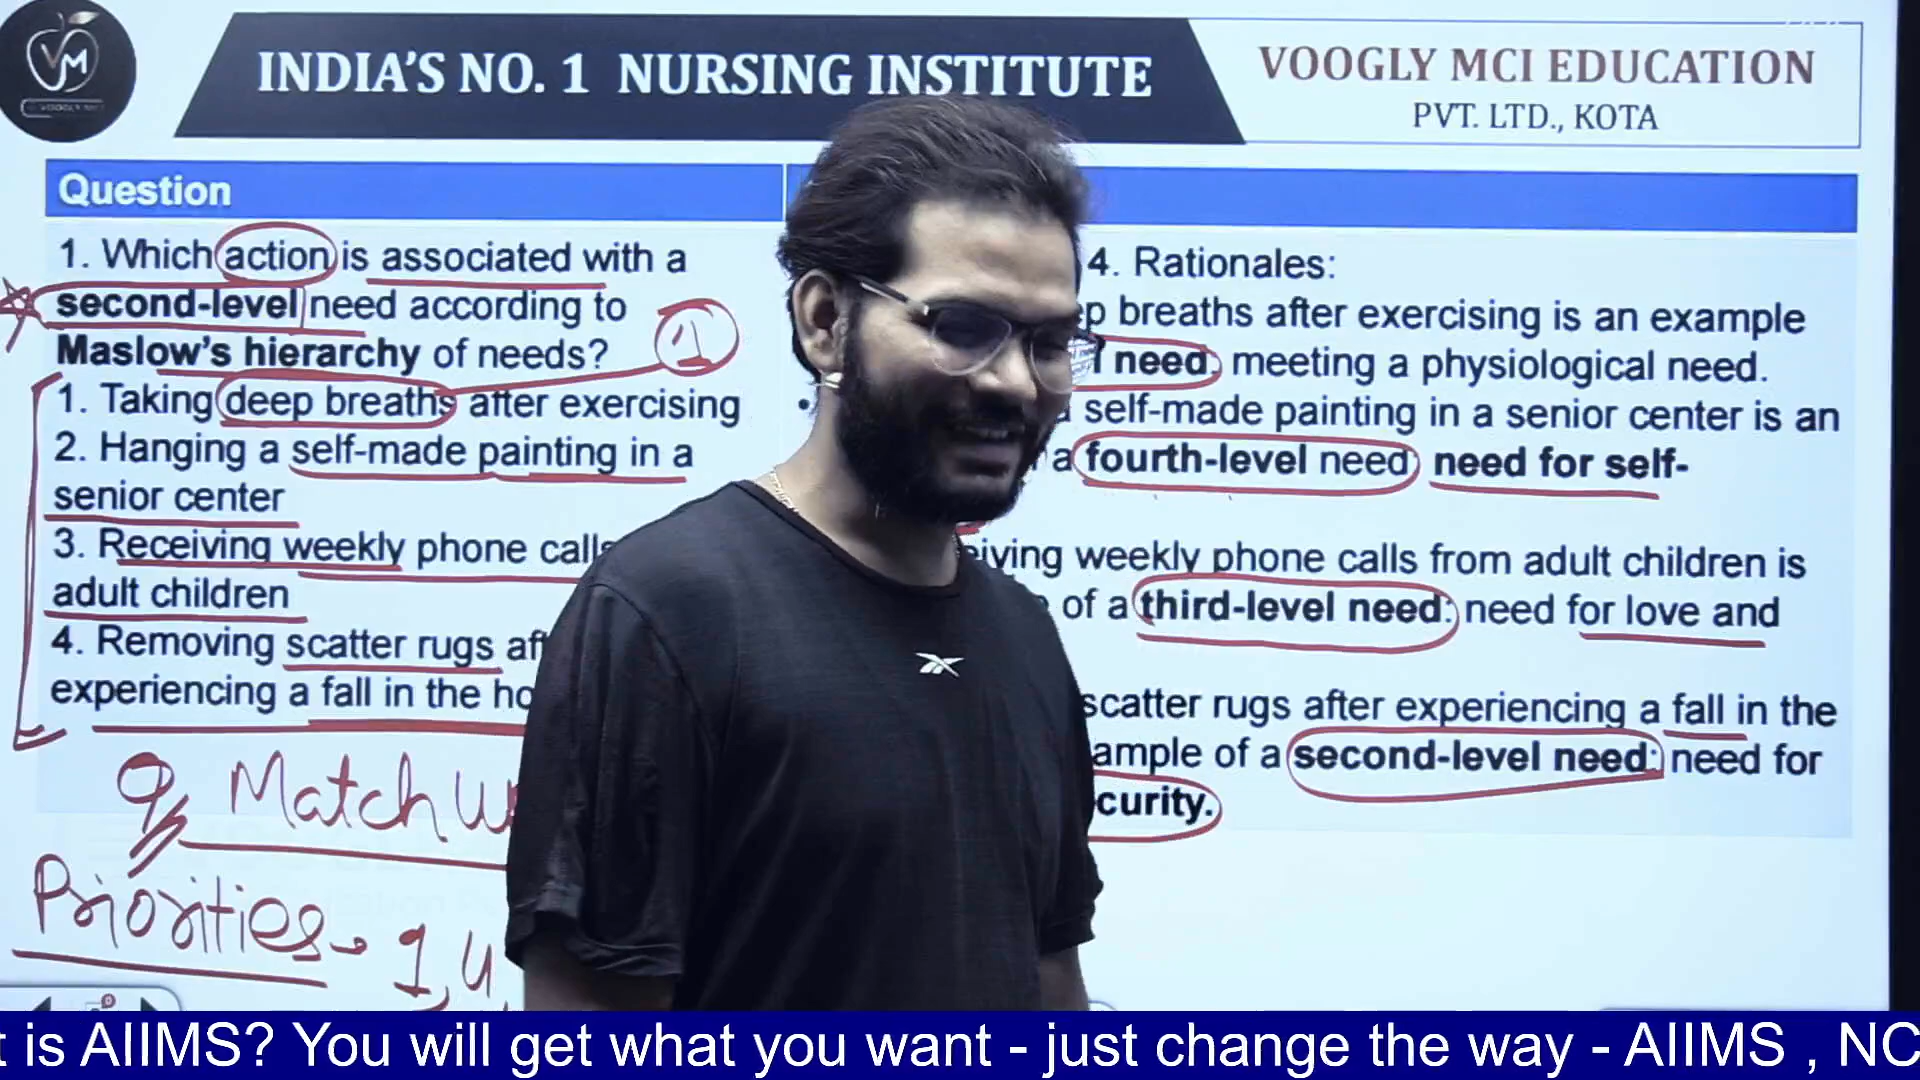 VM
INDIA'S NO. 1 NURSING INSTITUTE
VOOGLY MCI EDUCATION
PVT. LTD., KOTA
Question
1. Which action is associated with a
second-level need according to
Maslow's hierarchy of needs?
1
1. Taking deep breaths after exercising
2. Hanging a self-made painting in a
senior center
3. Receiving weekly phone calls
adult children
4. Removing scatter rugs
experiencing a fall in the
Q Match
Priorities - 1, 4
4. Rationales:
breaths after exercising is an example
need: meeting a physiological need.
self-made painting in a senior center is an
a fourth-level need need for self-
weekly phone calls from adult children is
of a third-level need: need for love and
scatter rugs after experiencing a fall in the
of a second-level need: need for
is AIIMS? You will get what you want - just change the way - AIIMS , NC